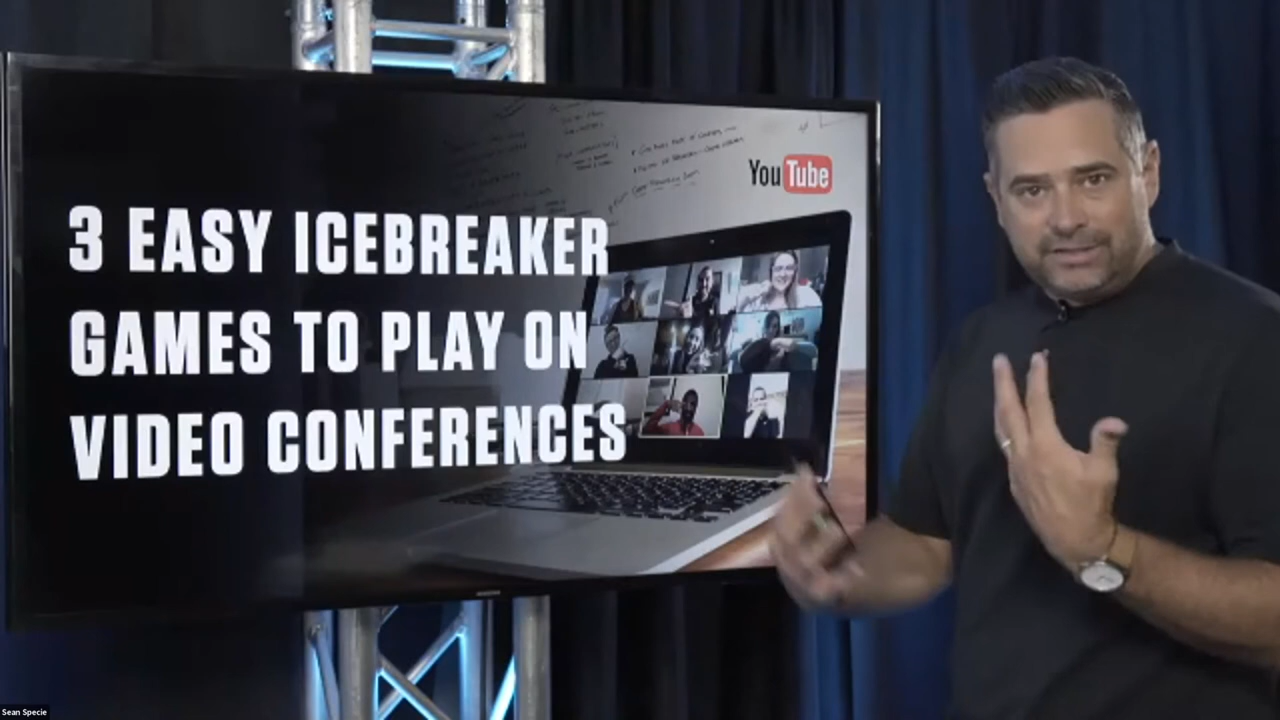 YouTube
3 EASY ICEBREAKER
GAMES TO PLAY ON
VIDEO CONFERENCES
Sean Specie